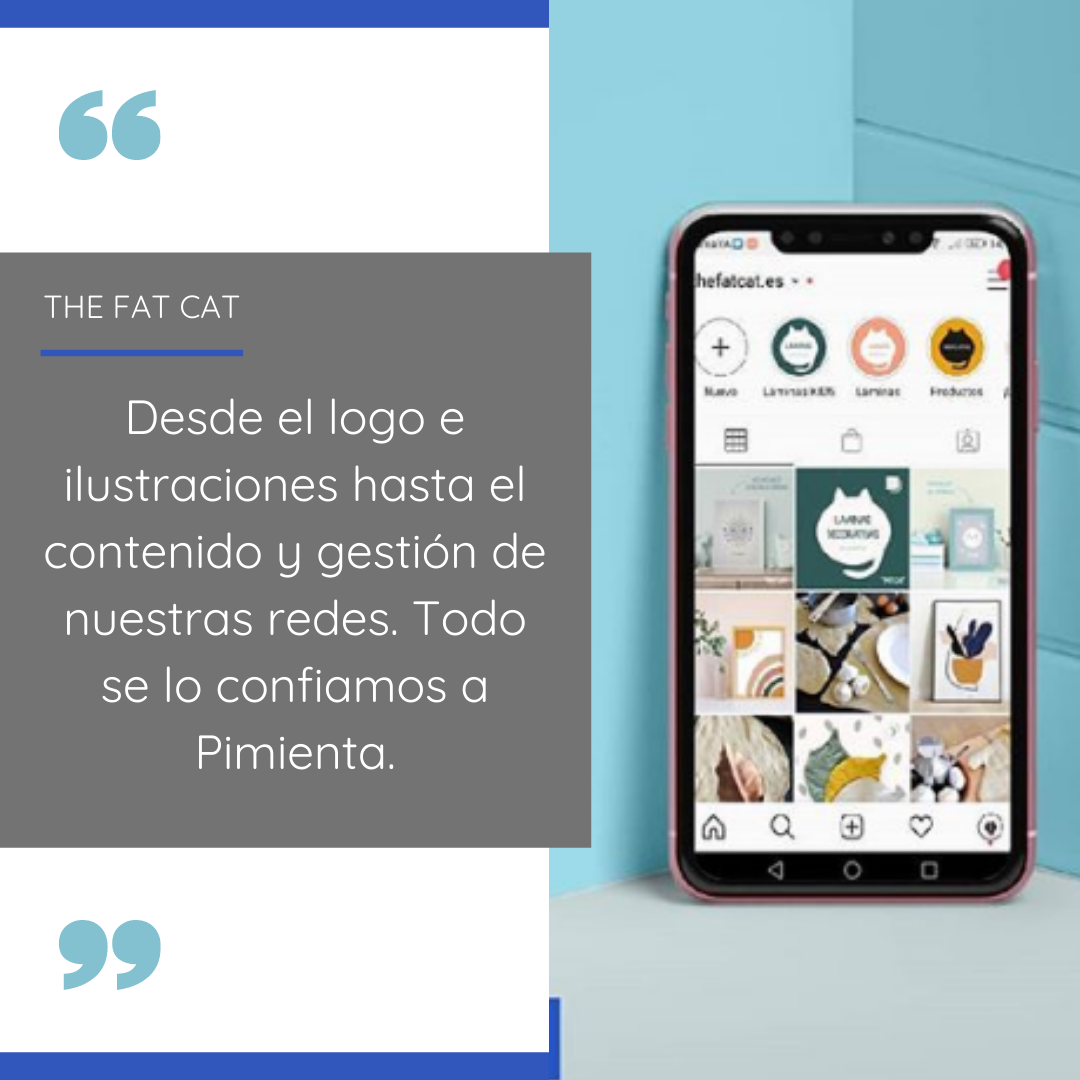 THE FAT CAT
Desde el logo e
ilustraciones hasta el
contenido y gestión de
nuestras redes. Todo
se lo confiamos a
Pimienta.
hefatcat.es
Nuevo
Laminas KIDS
Laminas
Productos
LAMINAS
DECORATIVAS